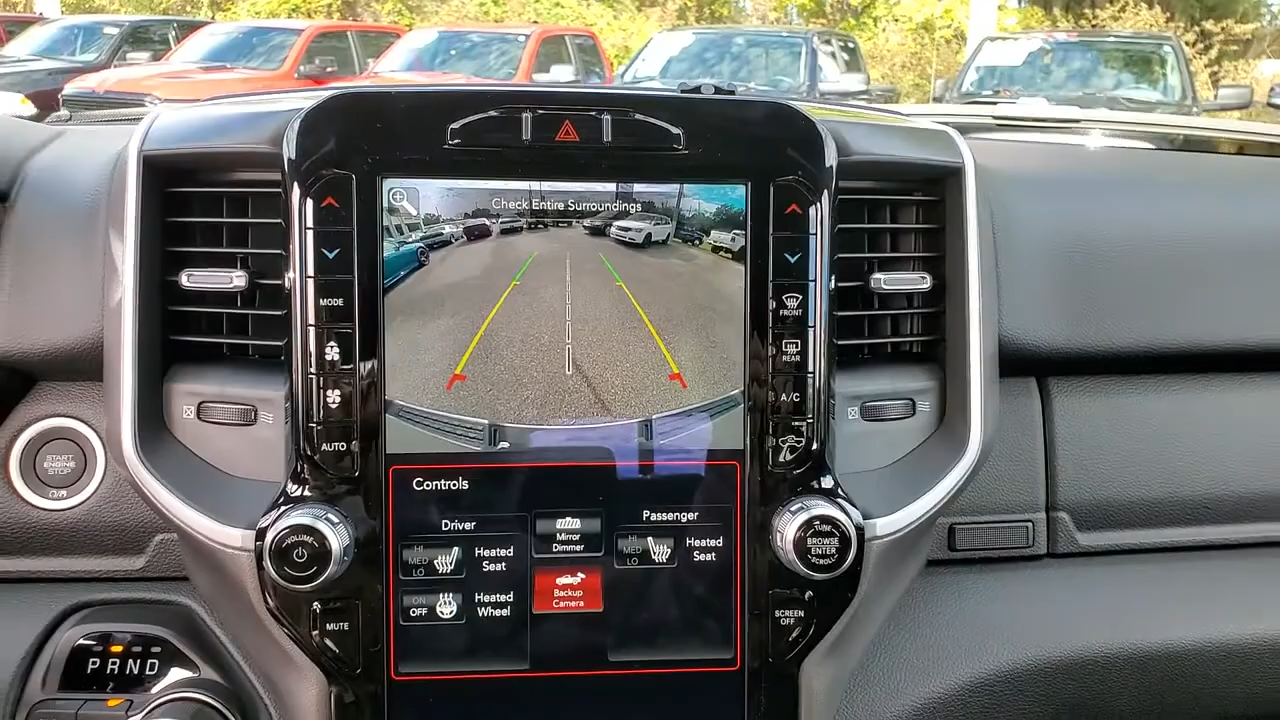 Check Entire Surroundings
MODE
FRONT
REAR
A/C
AUTO
START
ENGINE
STOP
Controls
Driver
Passenger
HI
MED
LO
Heated
Seat
Mirror
Dimmer
HI
MED
LO
Heated
Seat
ON
OFF
Heated
Wheel
Backup
Camera
VOLUME
TUNE
BROWSE
ENTER
SCROLL
MUTE
SCREEN
OFF
PRND